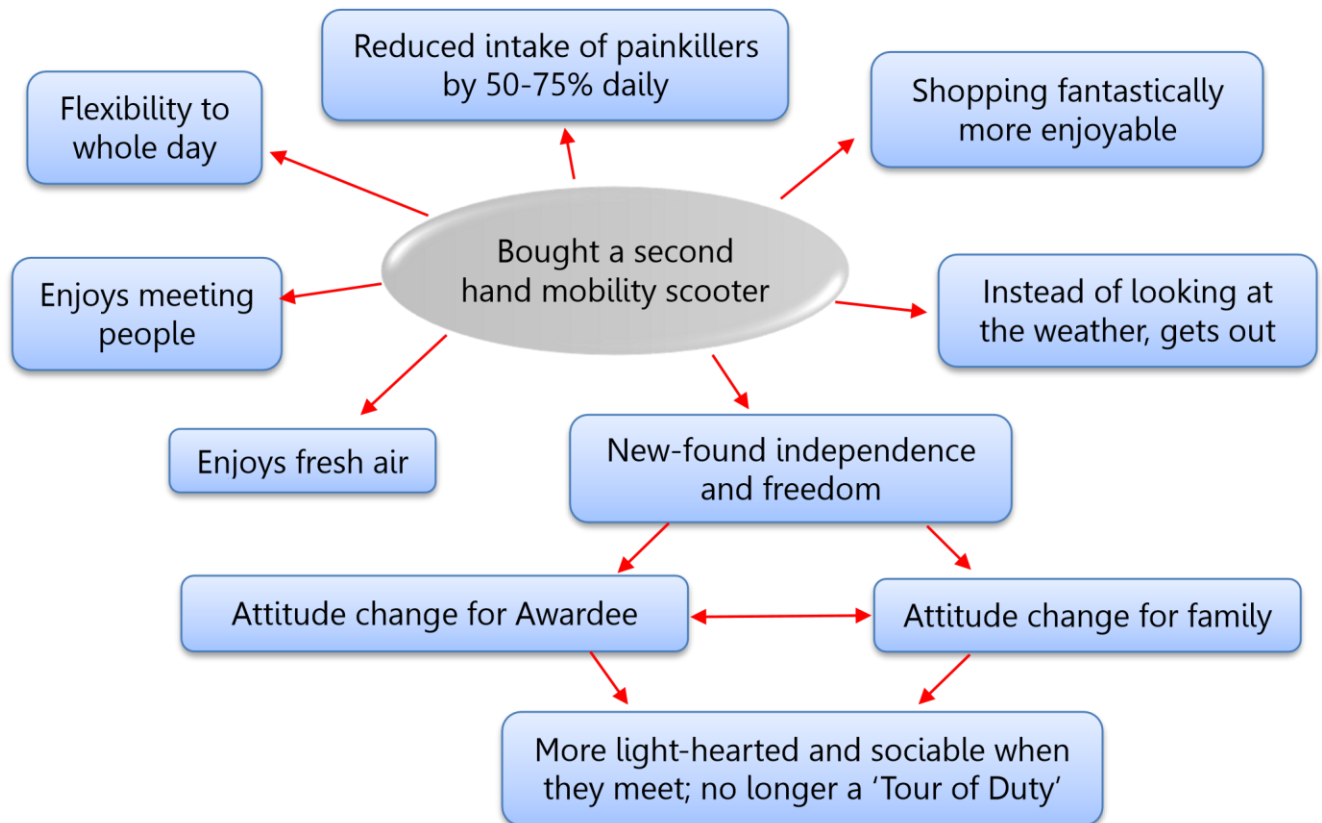 Reduced intake of painkillers
by 50-75% daily
Flexibility to
whole day
Shopping fantastically
more enjoyable
Bought a second
hand mobility scooter
Enjoys meeting
people
Instead of looking at
the weather, gets out
Enjoys fresh air
New-found independence
and freedom
Attitude change for Awardee
Attitude change for family
More light-hearted and sociable when
they meet; no longer a ‘Tour of Duty’